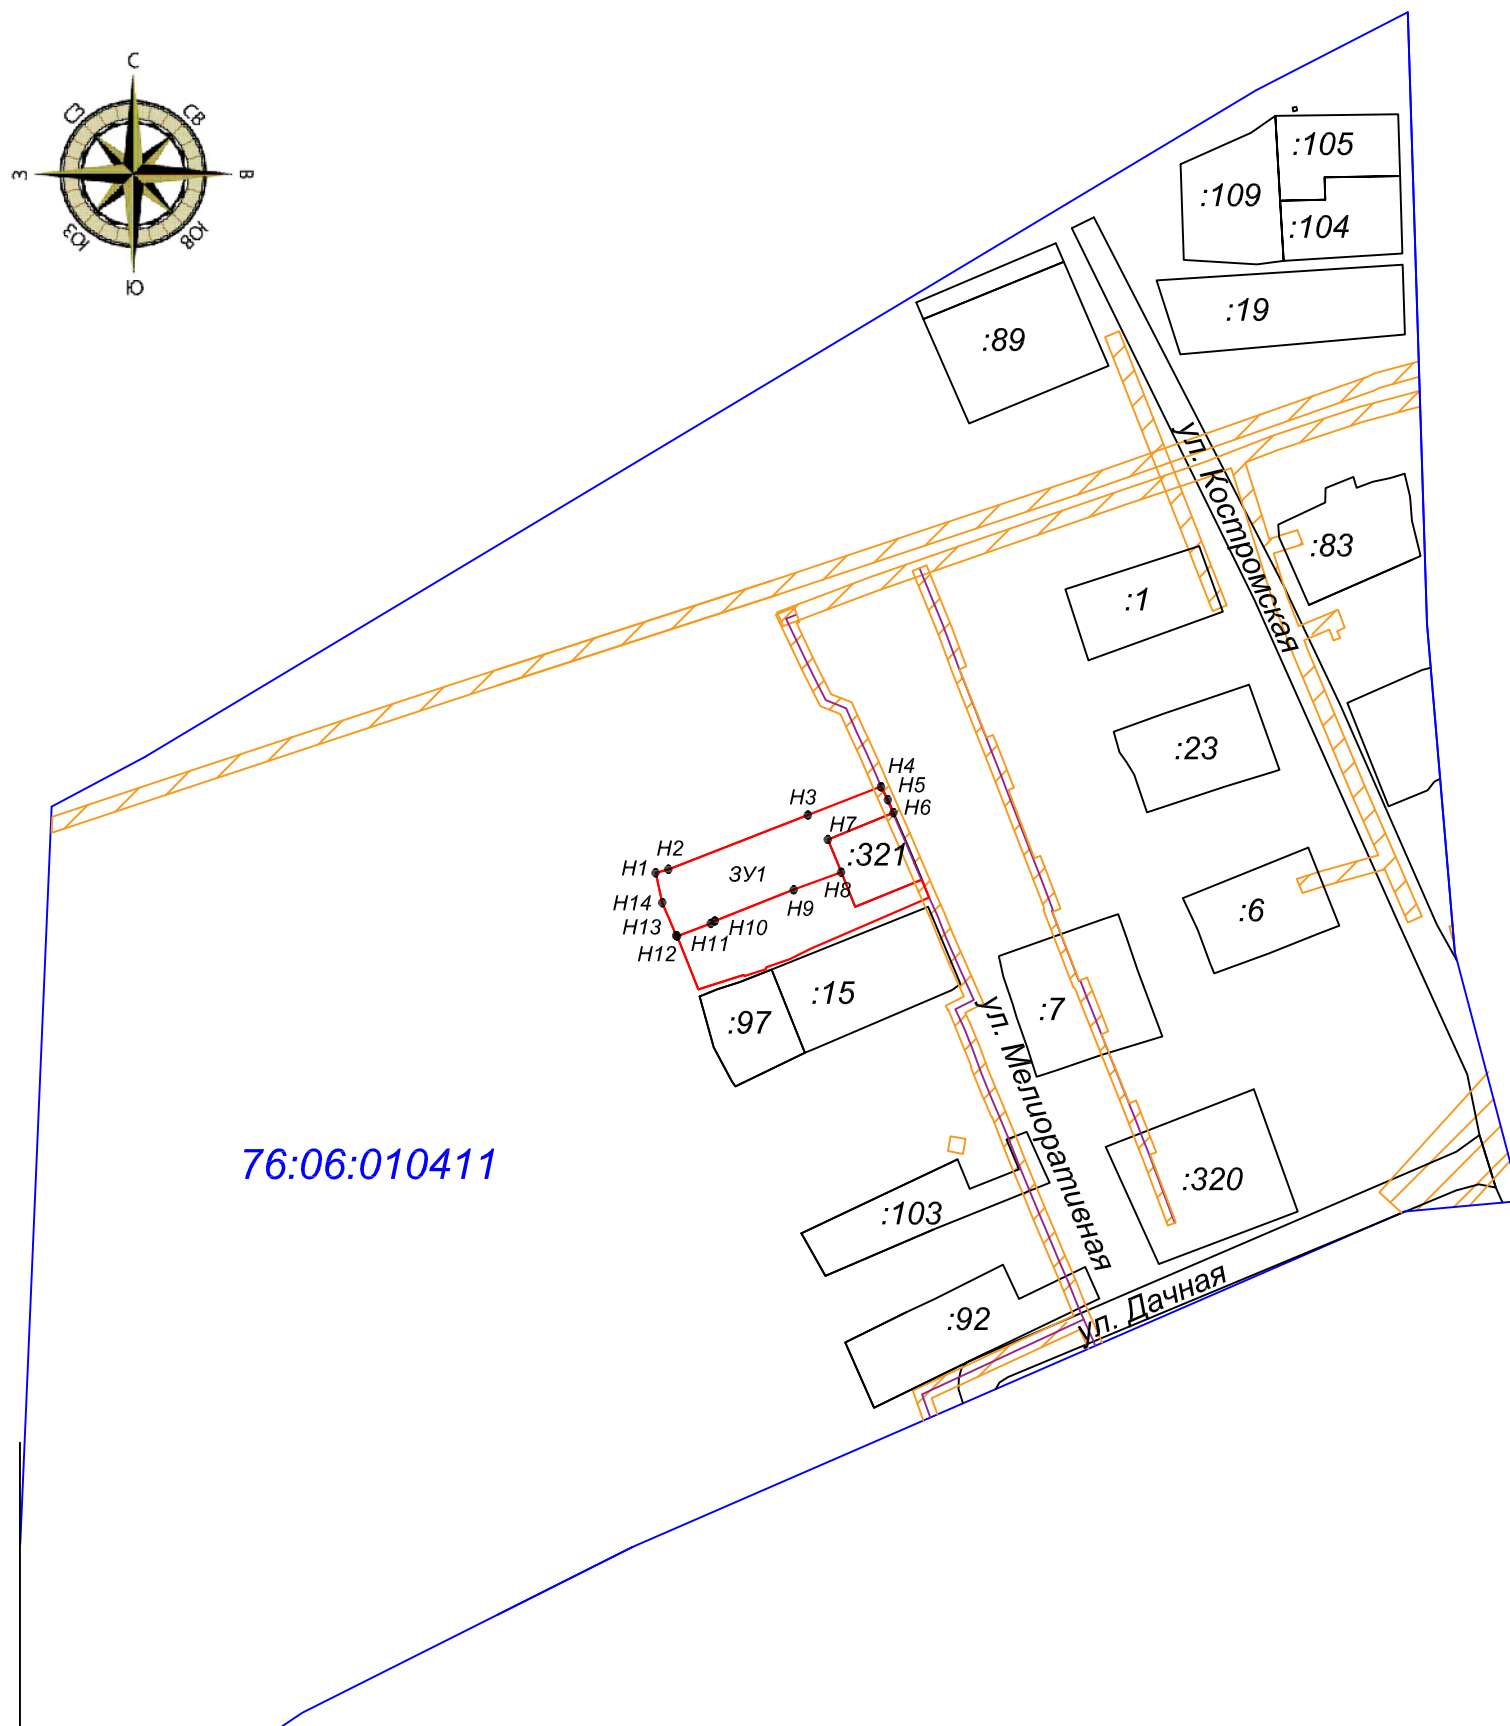 С
СЗ
СВ
З
В
ЮЗ
ЮВ
Ю
:105
:109
:104
:19
:89
ул. Костромская
:83
:1
:23
Н4
Н5
Н3
Н6
Н7
Н2
:321
Н1
ЗУ1
Н8
Н14
Н9
Н13
Н10
Н11
Н12
:6
:15
:7
:97
ул. Мелиоративная
76:06:010411
:320
:103
ул. Дачная
:92